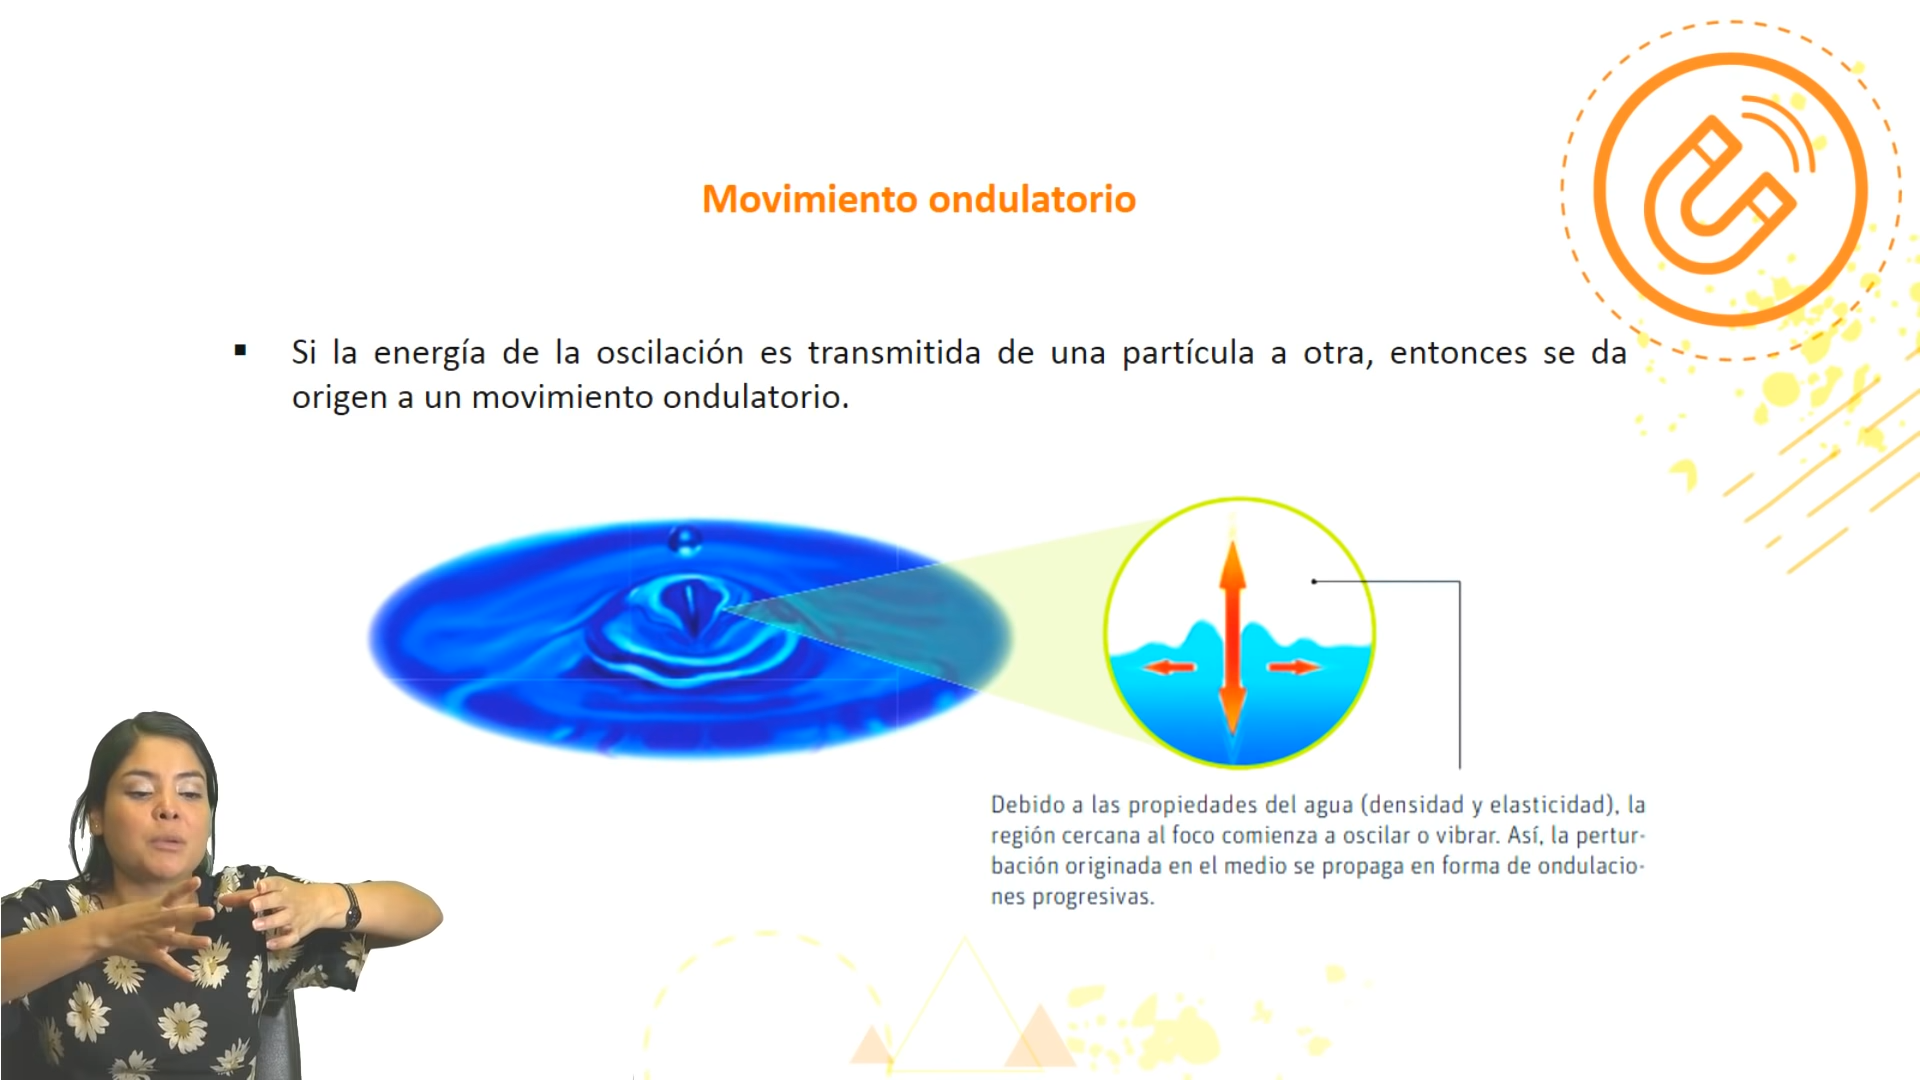 Movimiento ondulatorio
▪ Si la energía de la oscilación es transmitida de una partícula a otra, entonces se da
origen a un movimiento ondulatorio.
Debido a las propiedades del agua (densidad y elasticidad), la
región cercana al foco comienza a oscilar o vibrar. Así, la pertur-
bación originada en el medio se propaga en forma de ondulacio-
nes progresivas.